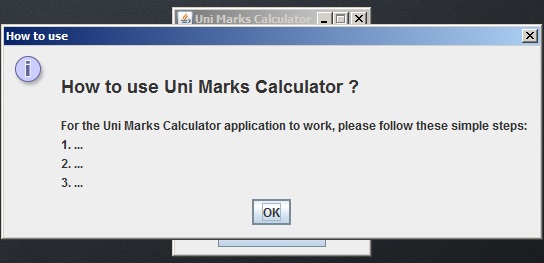 Uni Marks Calculator
How to use
How to use Uni Marks Calculator ?
For the Uni Marks Calculator application to work, please follow these simple steps:
1. ...
2. ...
3. ...
OK